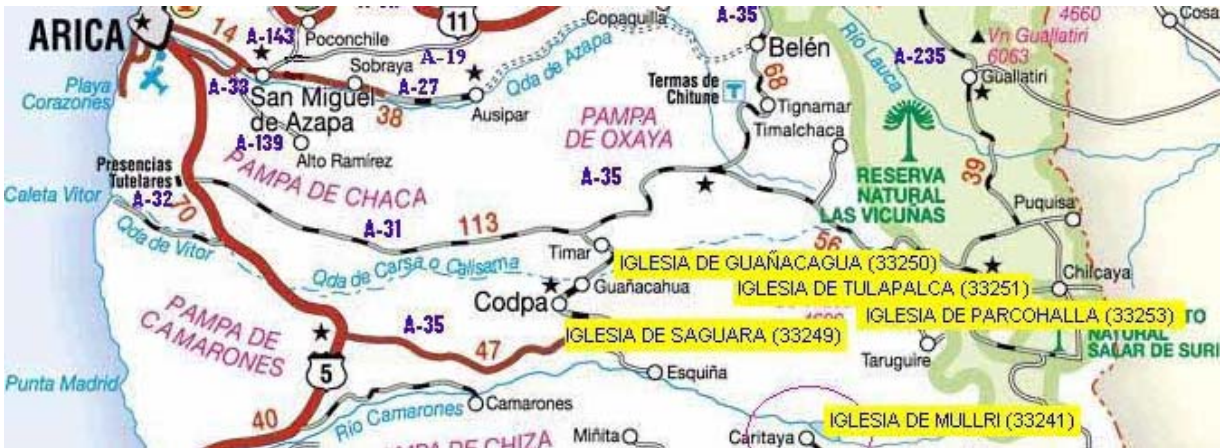 Copaquilla
A-35
4660
Cosa
ARICA
14
A-143
Poconchile
11
A-19
Qda de Azapa
Belén
Río Lauca
A-235
Vn Guallatiri
6063
Guallatiri
Playa
Corazones
A-33
Sobraya
A-27
San Miguel
de Azapa
38
Ausipar
Termas de
Chitune
T
68
Tignamar
Timalchaca
PAMPA
DE OXAYA
A-139
Alto Ramírez
Presencias
Tutelares
PAMPA DE CHACA
A-35
RESERVA
NATURAL
LAS VICUÑAS
39
Caleta Vitor
A-32
70
Qda de Vitor
A-31
113
Puquisa
56
Timar
Qda de Carsa o Calisama
IGLESIA DE GUAÑACAGUA (33250)
Chilcaya
Guañacahua
IGLESIA DE TULAPALCA (33251)
Codpa
IGLESIA DE PARCOHALLA (33253)
PAMPA DE
CAMARONES
A-35
47
IGLESIA DE SAGUARA (33249)
TO
NATURAL
SALAR DE SURI
Taruguire
5
Esquiña
Punta Madrid
40
Río Camarones
Camarones
IGLESIA DE MULLRI (33241)
PAMPA DE CHIZA
Miñita
Caritaya